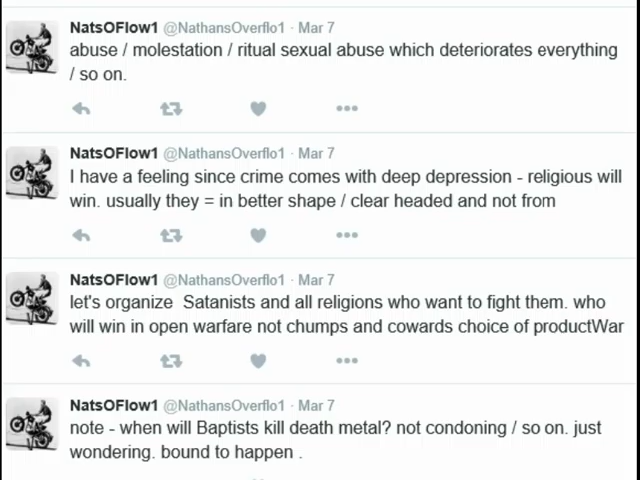 NatsOFlow1 @NathansOverflo1 · Mar 7
abuse / molestation / ritual sexual abuse which deteriorates everything
/ so on.
NatsOFlow1 @NathansOverflo1 · Mar 7
I have a feeling since crime comes with deep depression - religious will
win. usually they = in better shape / clear headed and not from
NatsOFlow1 @NathansOverflo1 · Mar 7
let's organize  Satanists and all religions who want to fight them. who
will win in open warfare not chumps and cowards choice of productWar
NatsOFlow1 @NathansOverflo1 · Mar 7
note - when will Baptists kill death metal? not condoning / so on. just
wondering. bound to happen .